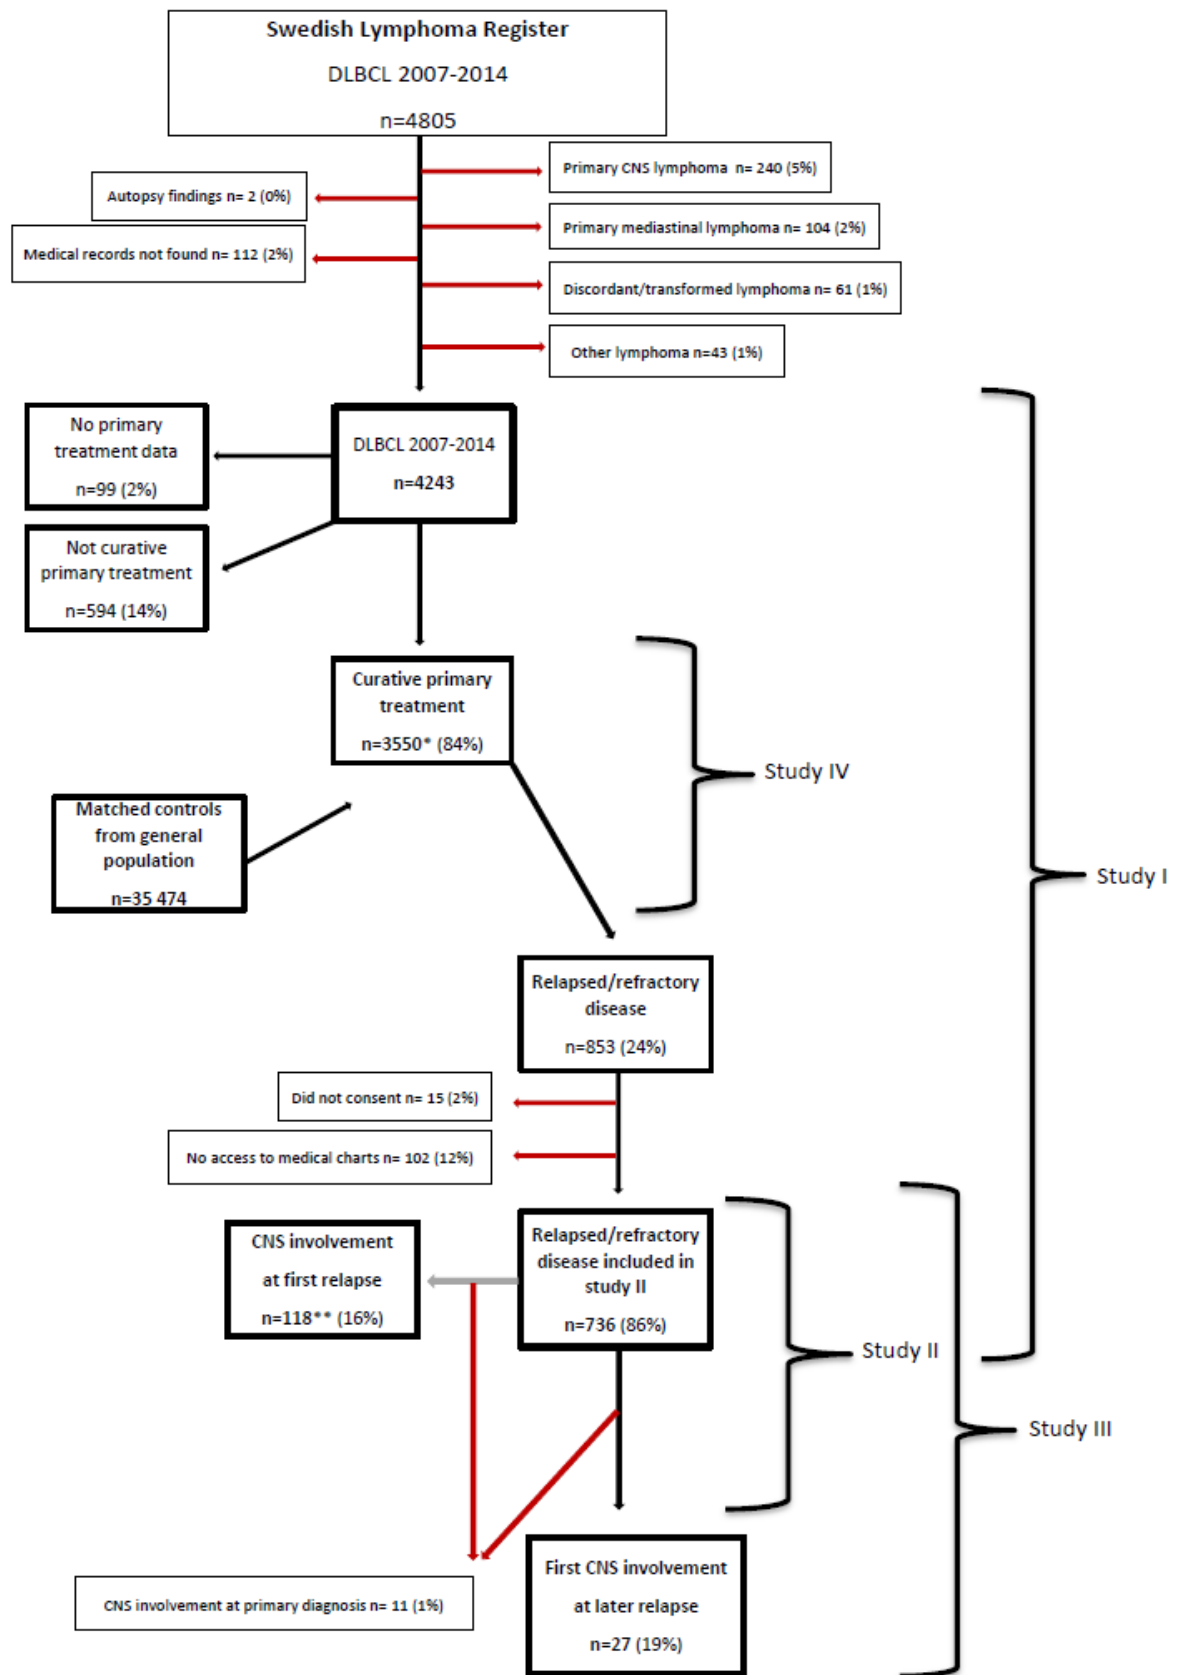 Swedish Lymphoma Register
DLBCL 2007-2014
n=4805
Primary CNS lymphoma n= 240 (5%)
Autopsy findings n= 2 (0%)
Primary mediastinal lymphoma n= 104 (2%)
Medical records not found n= 112 (2%)
Discordant/transformed lymphoma n= 61 (1%)
Other lymphoma n=43 (1%)
No primary
treatment data
n=99 (2%)
DLBCL 2007-2014
n=4243
Not curative
primary treatment
n=594 (14%)
Curative primary
treatment
n=3550* (84%)
Study IV
Matched controls
from general
population
n=35 474
Study I
Relapsed/refractory
disease
n=853 (24%)
Did not consent n= 15 (2%)
No access to medical charts n= 102 (12%)
CNS involvement
at first relapse
n=118** (16%)
Relapsed/refractory
disease included in
study II
n=736 (86%)
Study II
Study III
First CNS involvement
at later relapse
n=27 (19%)
CNS involvement at primary diagnosis n= 11 (1%)